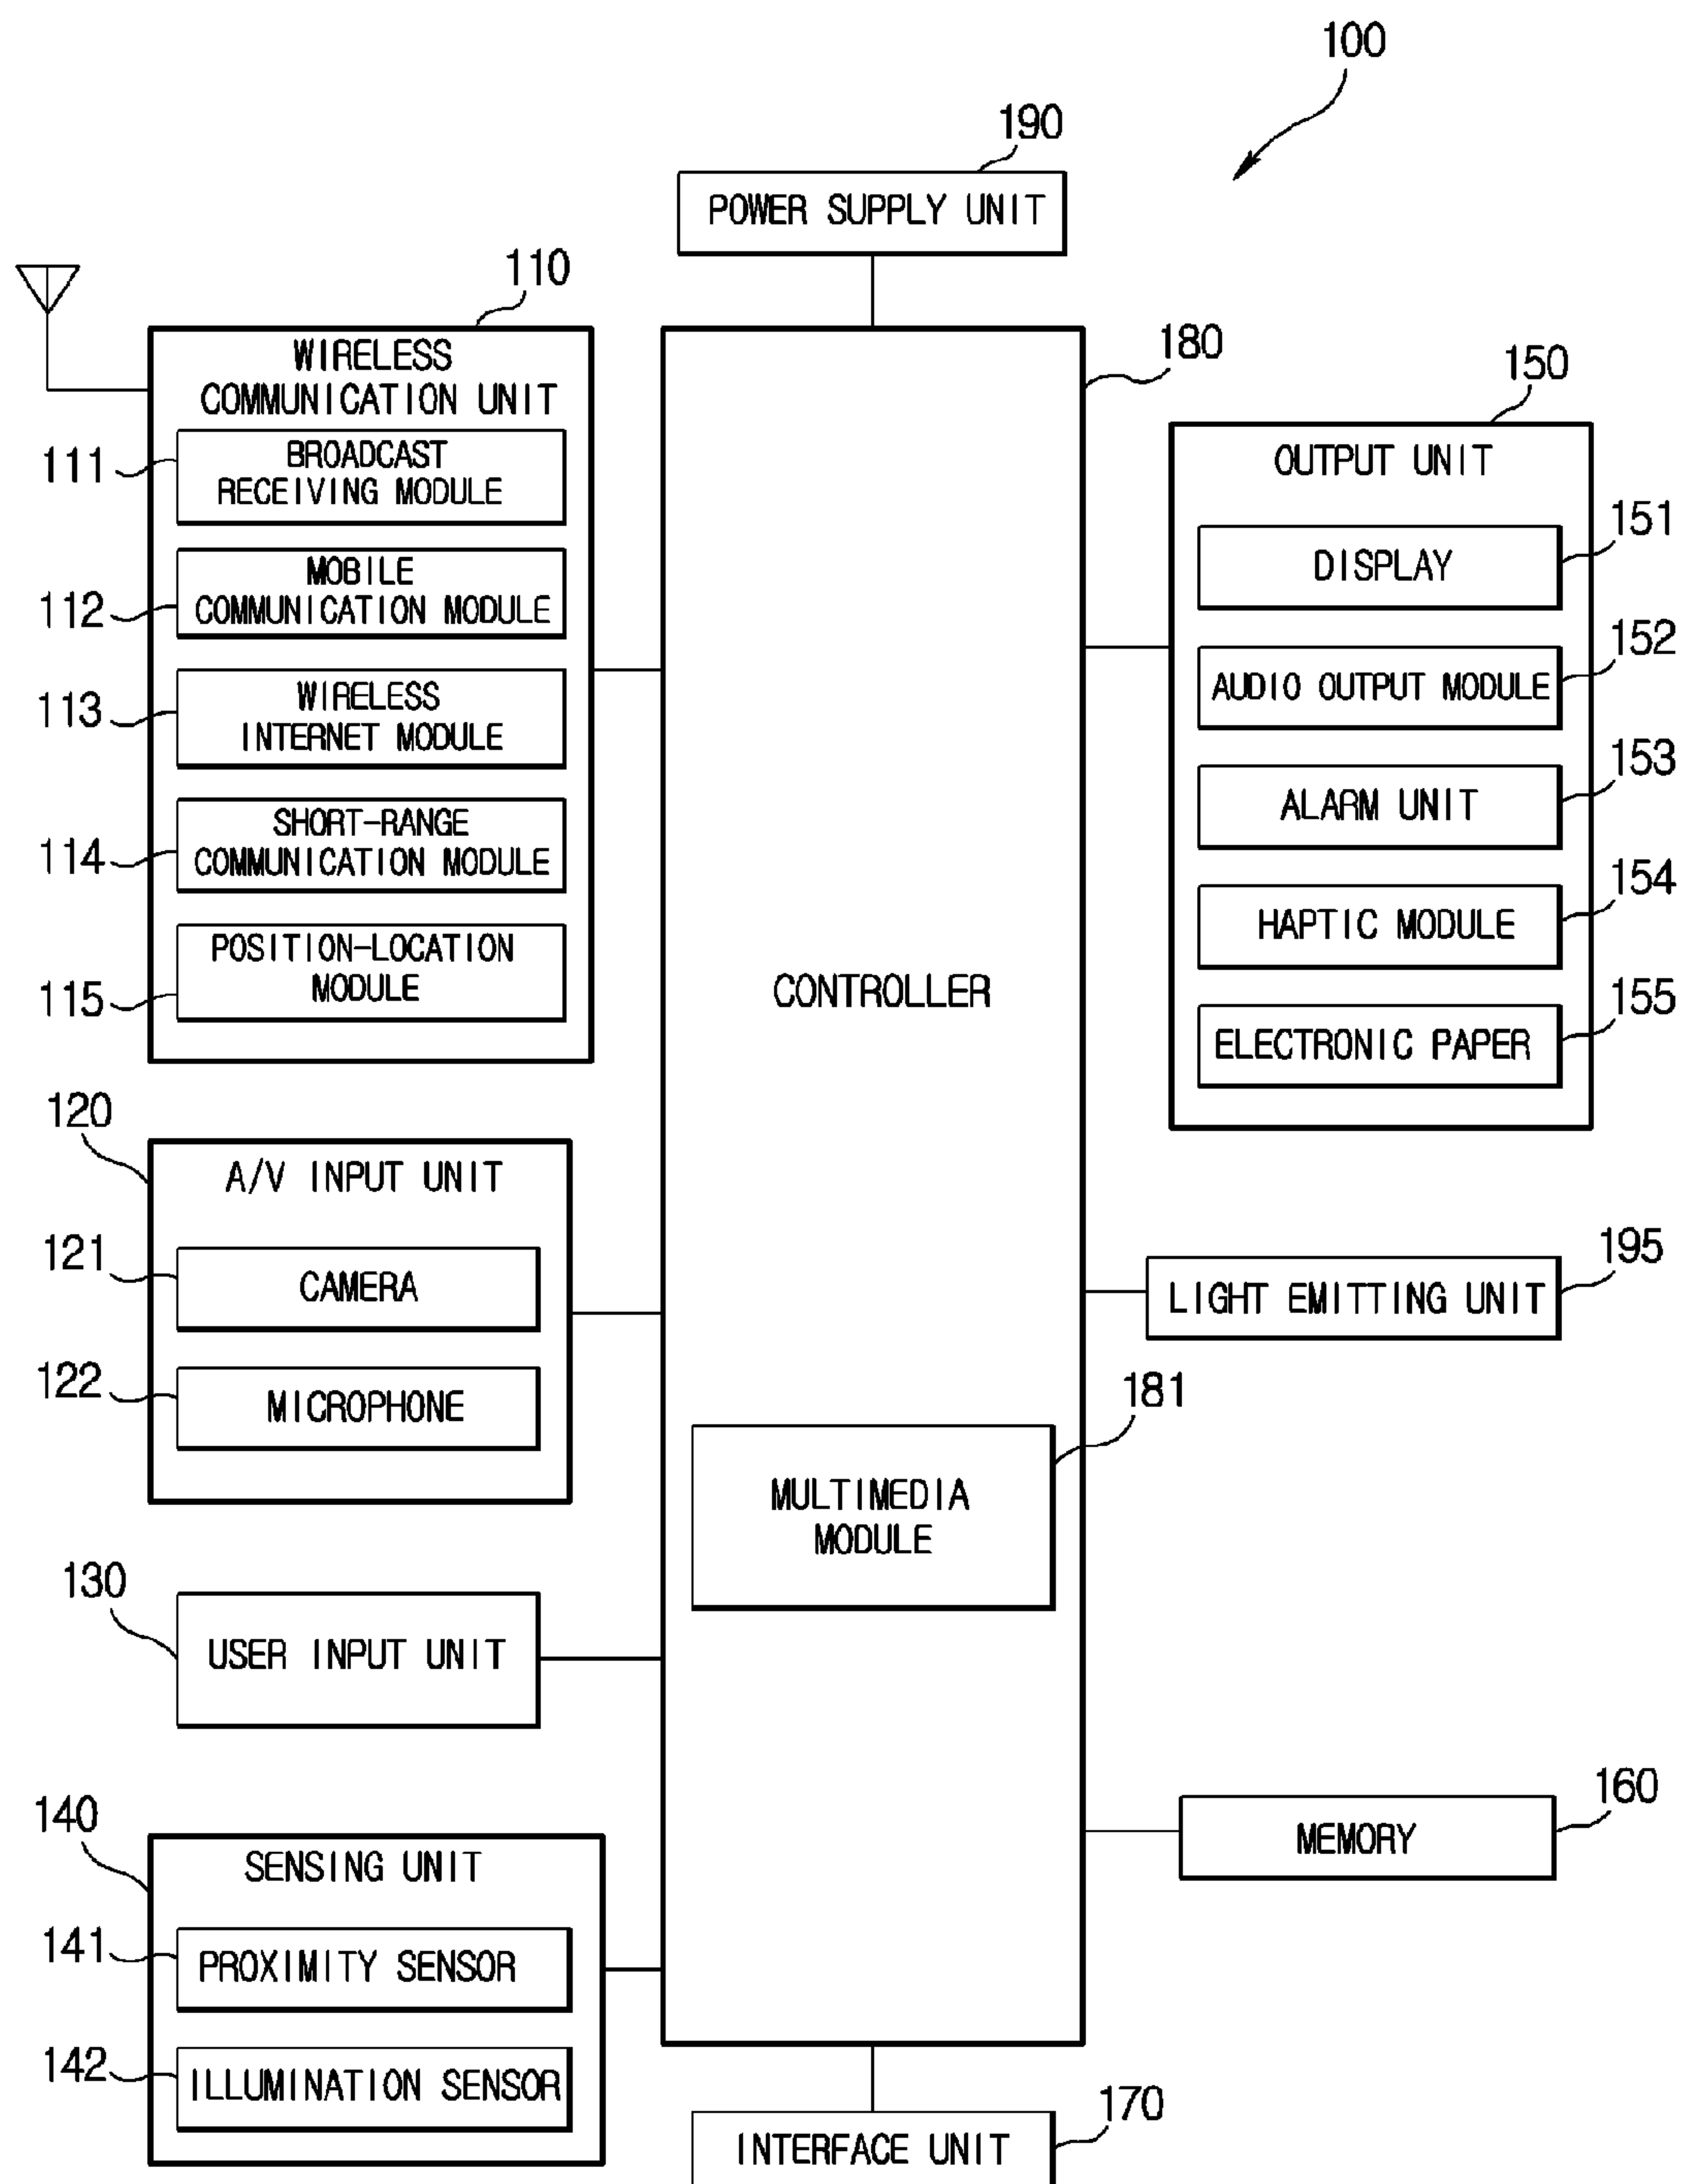 100
190
POWER SUPPLY UNIT
110
WIRELESS
COMMUNICATION UNIT
111
BROADCAST
RECEIVING MODULE
112
MOBILE
COMMUNICATION MODULE
113
WIRELESS
INTERNET MODULE
114
SHORT-RANGE
COMMUNICATION MODULE
115
POSITION-LOCATION
MODULE
120
A/V INPUT UNIT
121
CAMERA
122
MICROPHONE
130
USER INPUT UNIT
140
SENSING UNIT
141
PROXIMITY SENSOR
142
ILLUMINATION SENSOR
180
CONTROLLER
181
MULTIMEDIA
MODULE
150
OUTPUT UNIT
151
DISPLAY
152
AUDIO OUTPUT MODULE
153
ALARM UNIT
154
HAPTIC MODULE
155
ELECTRONIC PAPER
195
LIGHT EMITTING UNIT
160
MEMORY
170
INTERFACE UNIT